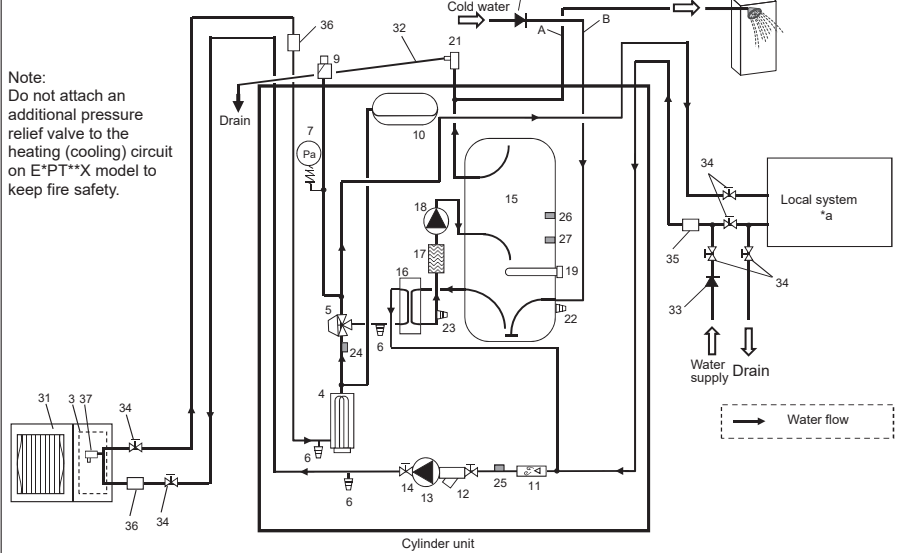 Cold water
A
B
36
32
21
9
Note:
Do not attach an
additional pressure
relief valve to the
heating (cooling) circuit
on E*PT**X model to
keep fire safety.
Drain
7
Pa
10
34
15
Local system
*a
18
26
27
17
16
19
35
34
5
6
23
22
33
24
Water
supply
Drain
31
3
37
34
4
Water flow
6
6
14
13
12
25
11
36
34
Cylinder unit